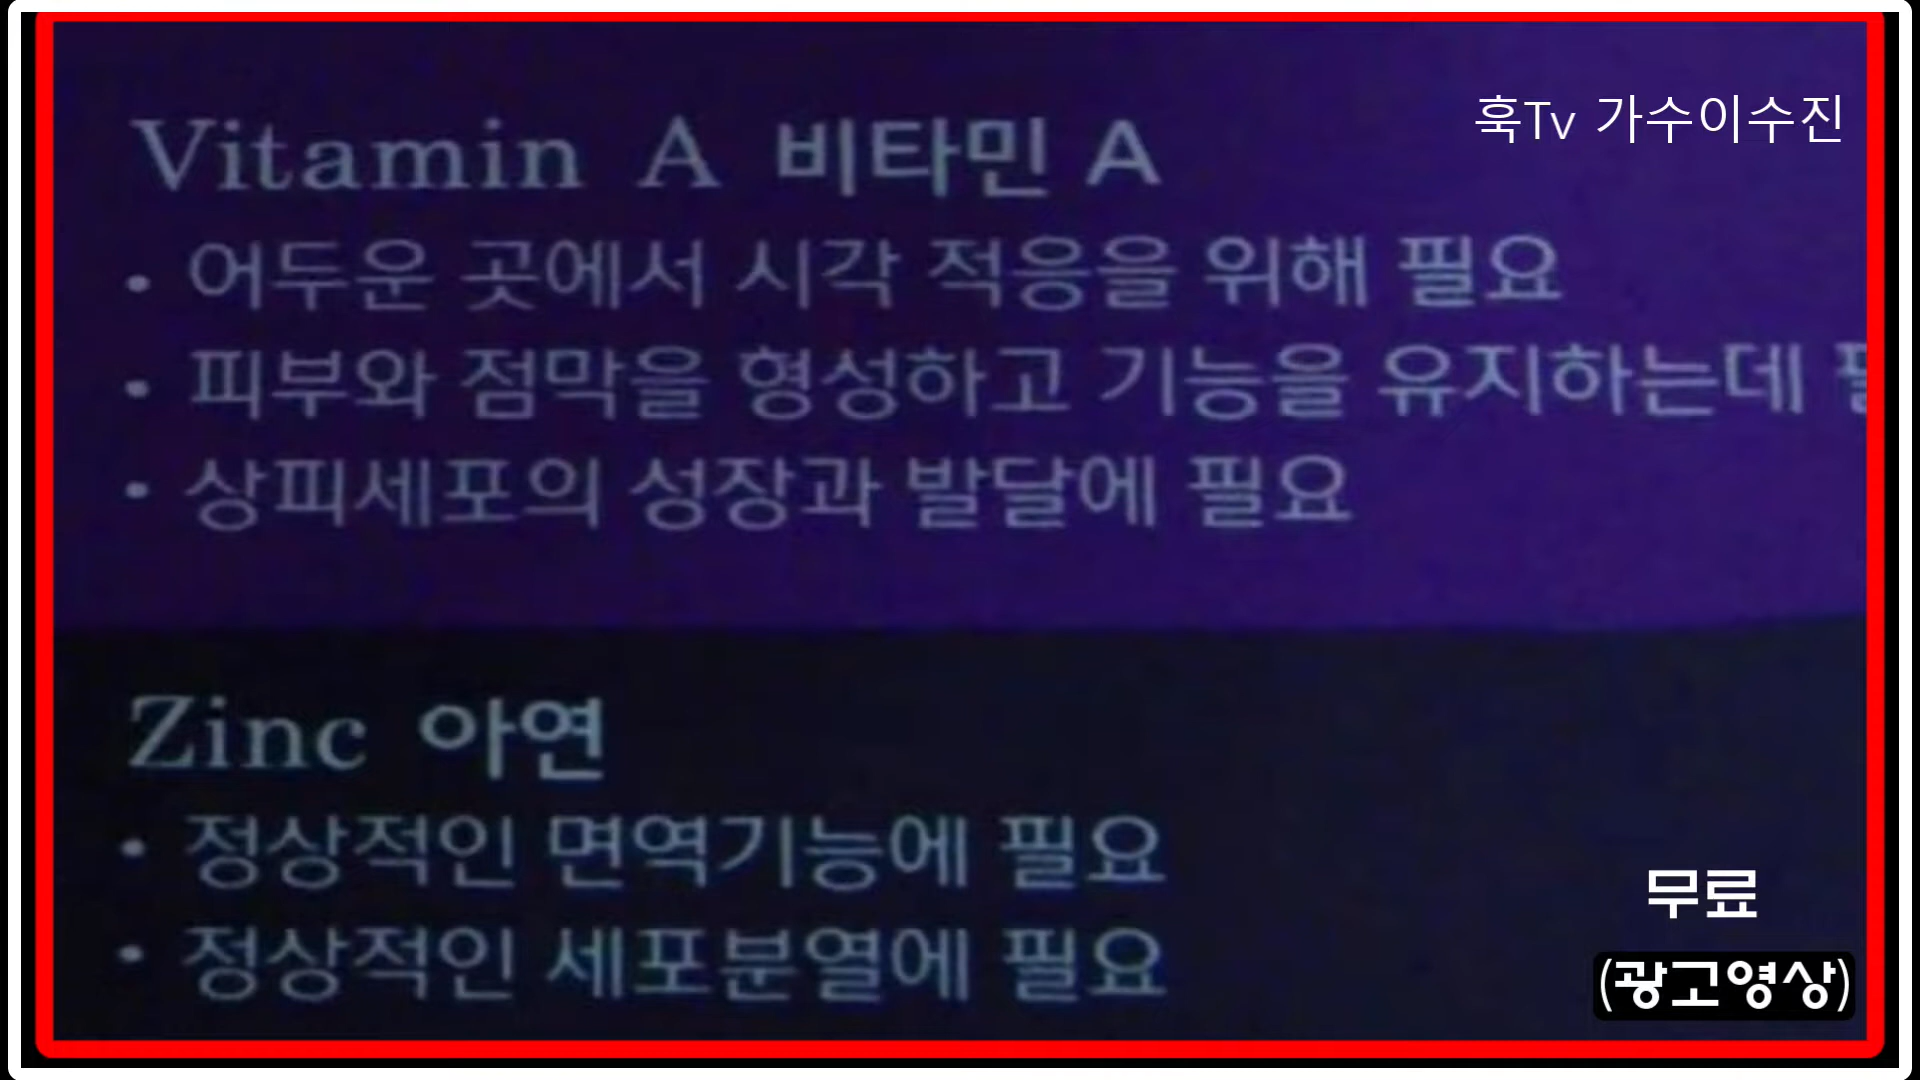 훅Tv 가수이수진
Vitamin A 비타민 A
• 어두운 곳에서 시각 적응을 위해 필요
• 피부와 점막을 형성하고 기능을 유지하는데
• 상피세포의 성장과 발달에 필요
Zinc 아연
• 정상적인 면역기능에 필요
• 정상적인 세포분열에 필요
무료
(광고영상)